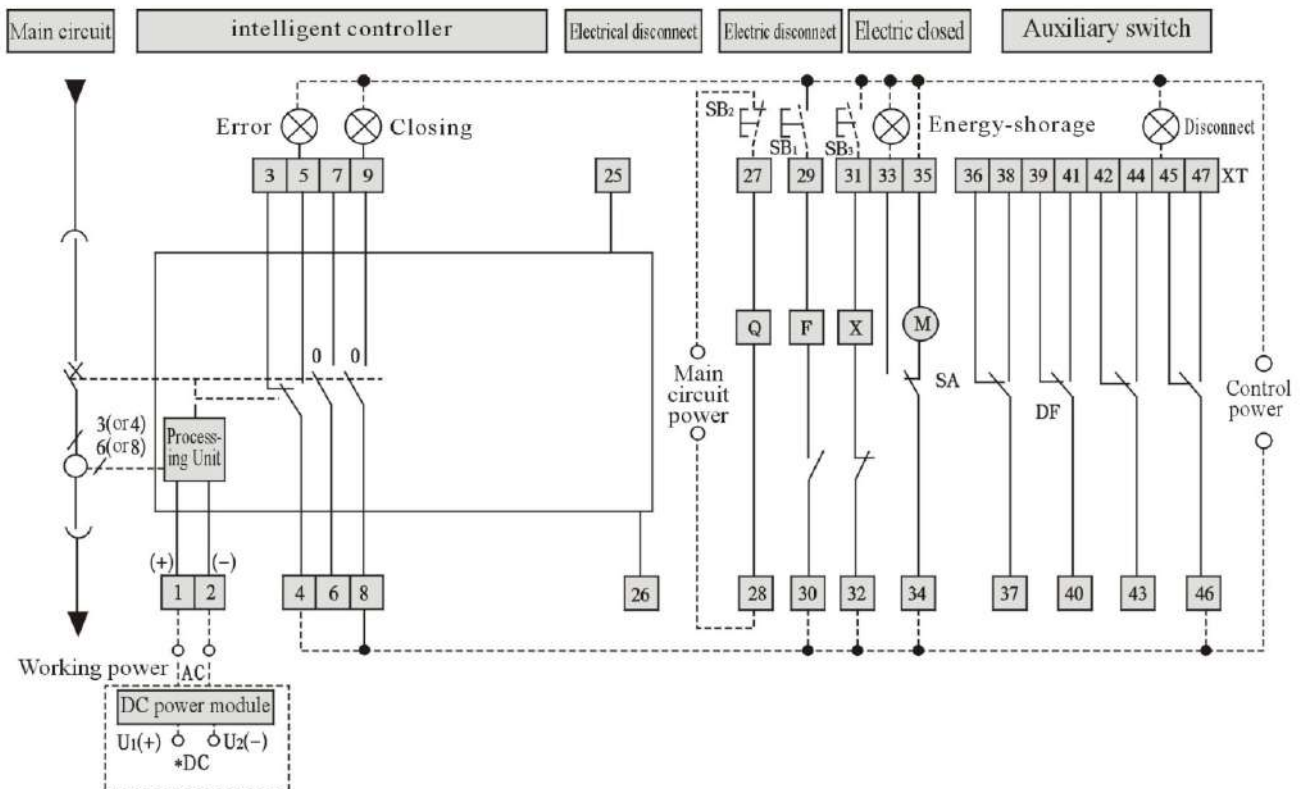 Main circuit
intelligent controller
Electrical disconnect
Electric disconnect
Electric closed
Auxiliary switch
Error
Closing
SB2
SB1
SB3
Energy-shorage
Disconnect
3 5 7 9
25
27
29
31 33 35
36 38 39 41 42 44 45 47 XT
Q
F
X
M
0 0
SA
DF
Main
circuit
power
Control
power
3(or4)
6(or8)
Process-
ing Unit
(+) (-)
1 2
4 6 8
26
28
30
32
34
37
40
43
46
Working power
AC
DC power module
U1(+) U2(-)
*DC